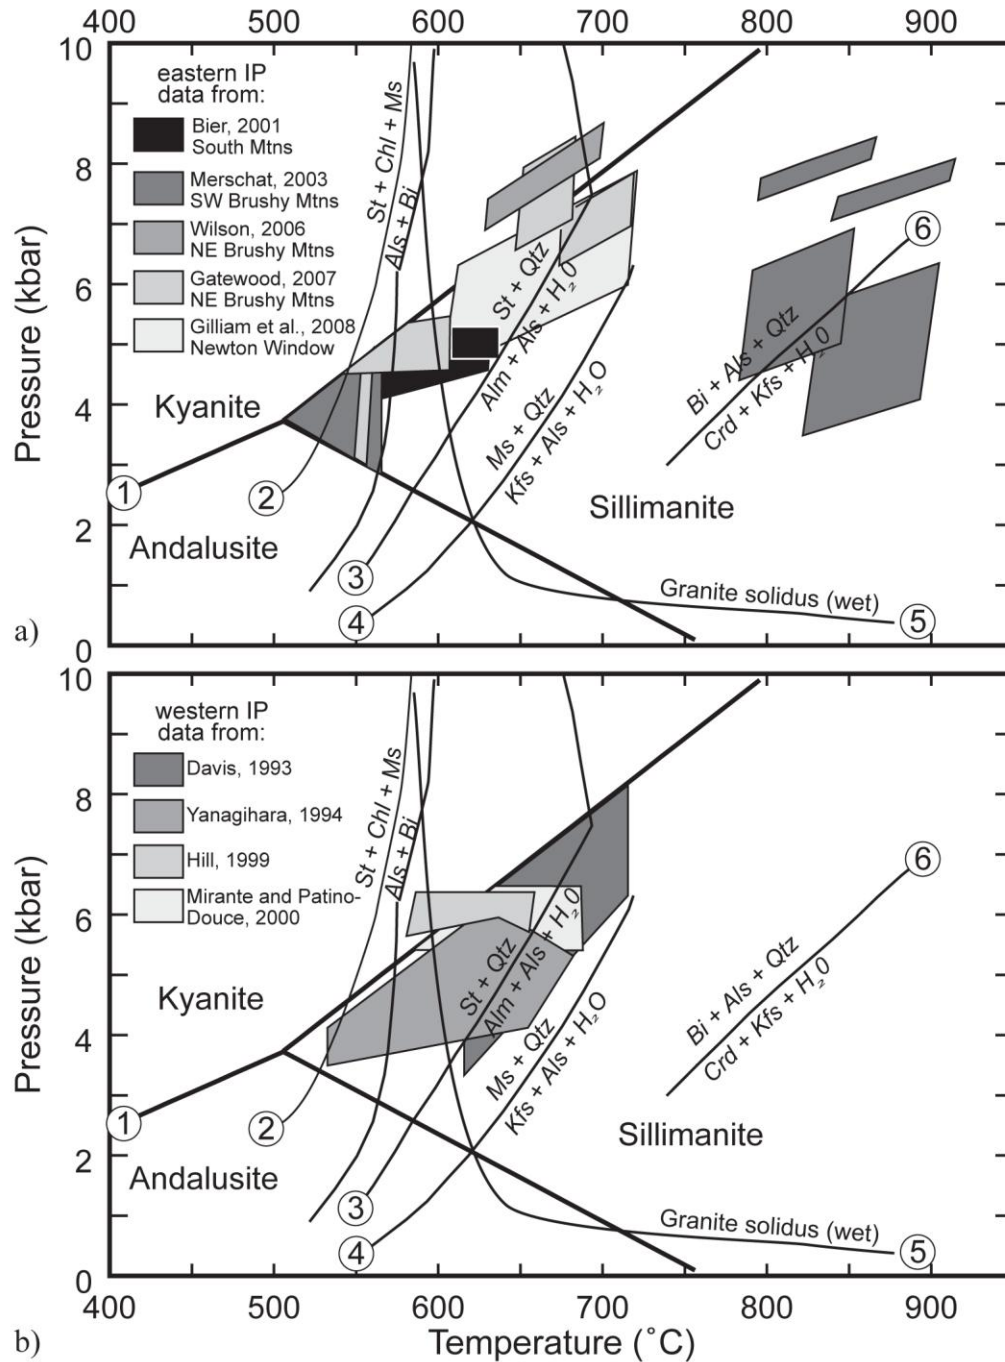 400 500 600 700 800 900
10
8
6
4
2
0
Pressure (kbar)
eastern IP
data from:
Bier, 2001
South Mtns
Merschat, 2003
SW Brushy Mtns
Wilson, 2006
NE Brushy Mtns
Gatewood, 2007
NE Brushy Mtns
Gilliam et al., 2008
Newton Window
St + Chl + Ms
Als + Bi
St + Qtz
Alm + Als + H₂0
Ms + Qtz
Kfs + Als + H₂O
Bi + Als + Qtz
Crd + Kfs + H₂0
Kyanite
Andalusite
Sillimanite
Granite solidus (wet)
1
2
3
4
5
6
a)
10
8
6
4
2
0
Pressure (kbar)
western IP
data from:
Davis, 1993
Yanagihara, 1994
Hill, 1999
Mirante and Patino-
Douce, 2000
St + Chl + Ms
Als + Bi
St + Qtz
Alm + Als + H₂0
Ms + Qtz
Kfs + Als + H₂O
Bi + Als + Qtz
Crd + Kfs + H₂0
Kyanite
Andalusite
Sillimanite
Granite solidus (wet)
1
2
3
4
5
6
400 500 600 700 800 900
Temperature (˚C)
b)